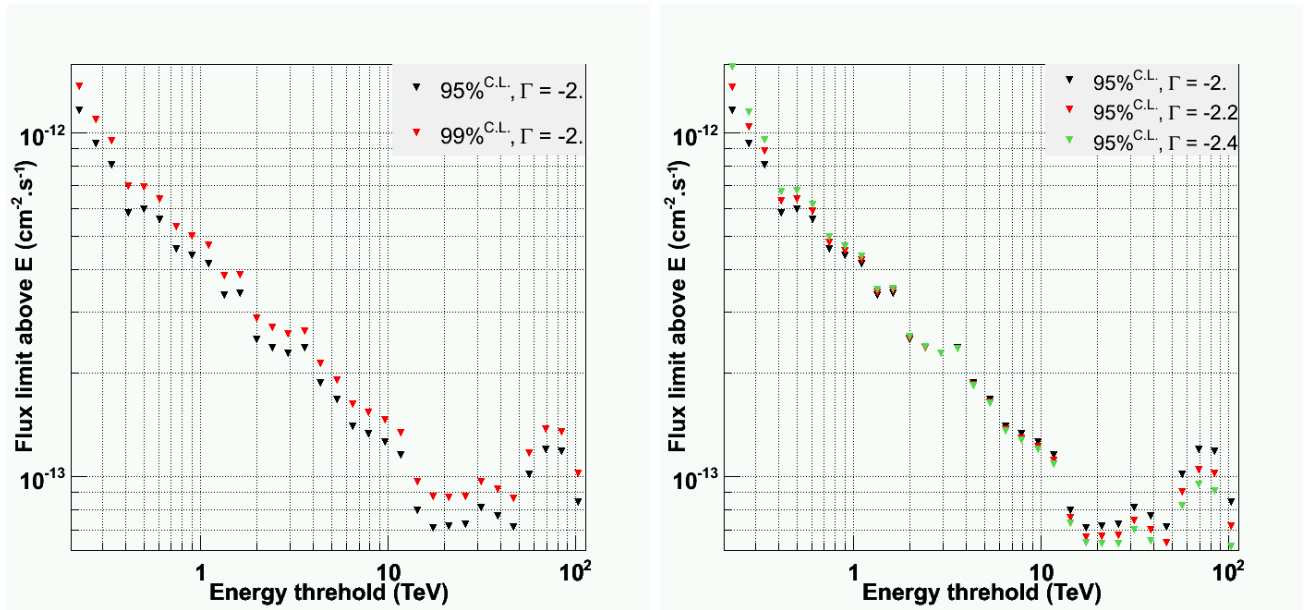 Flux limit above E (cm⁻².s⁻¹)
10⁻¹²
10⁻¹³
95%^C.L., Γ = -2.
99%^C.L., Γ = -2.
1
10
10²
Energy threhold (TeV)
Flux limit above E (cm⁻².s⁻¹)
10⁻¹²
10⁻¹³
95%^C.L., Γ = -2.
95%^C.L., Γ = -2.2
95%^C.L., Γ = -2.4
1
10
10²
Energy threhold (TeV)